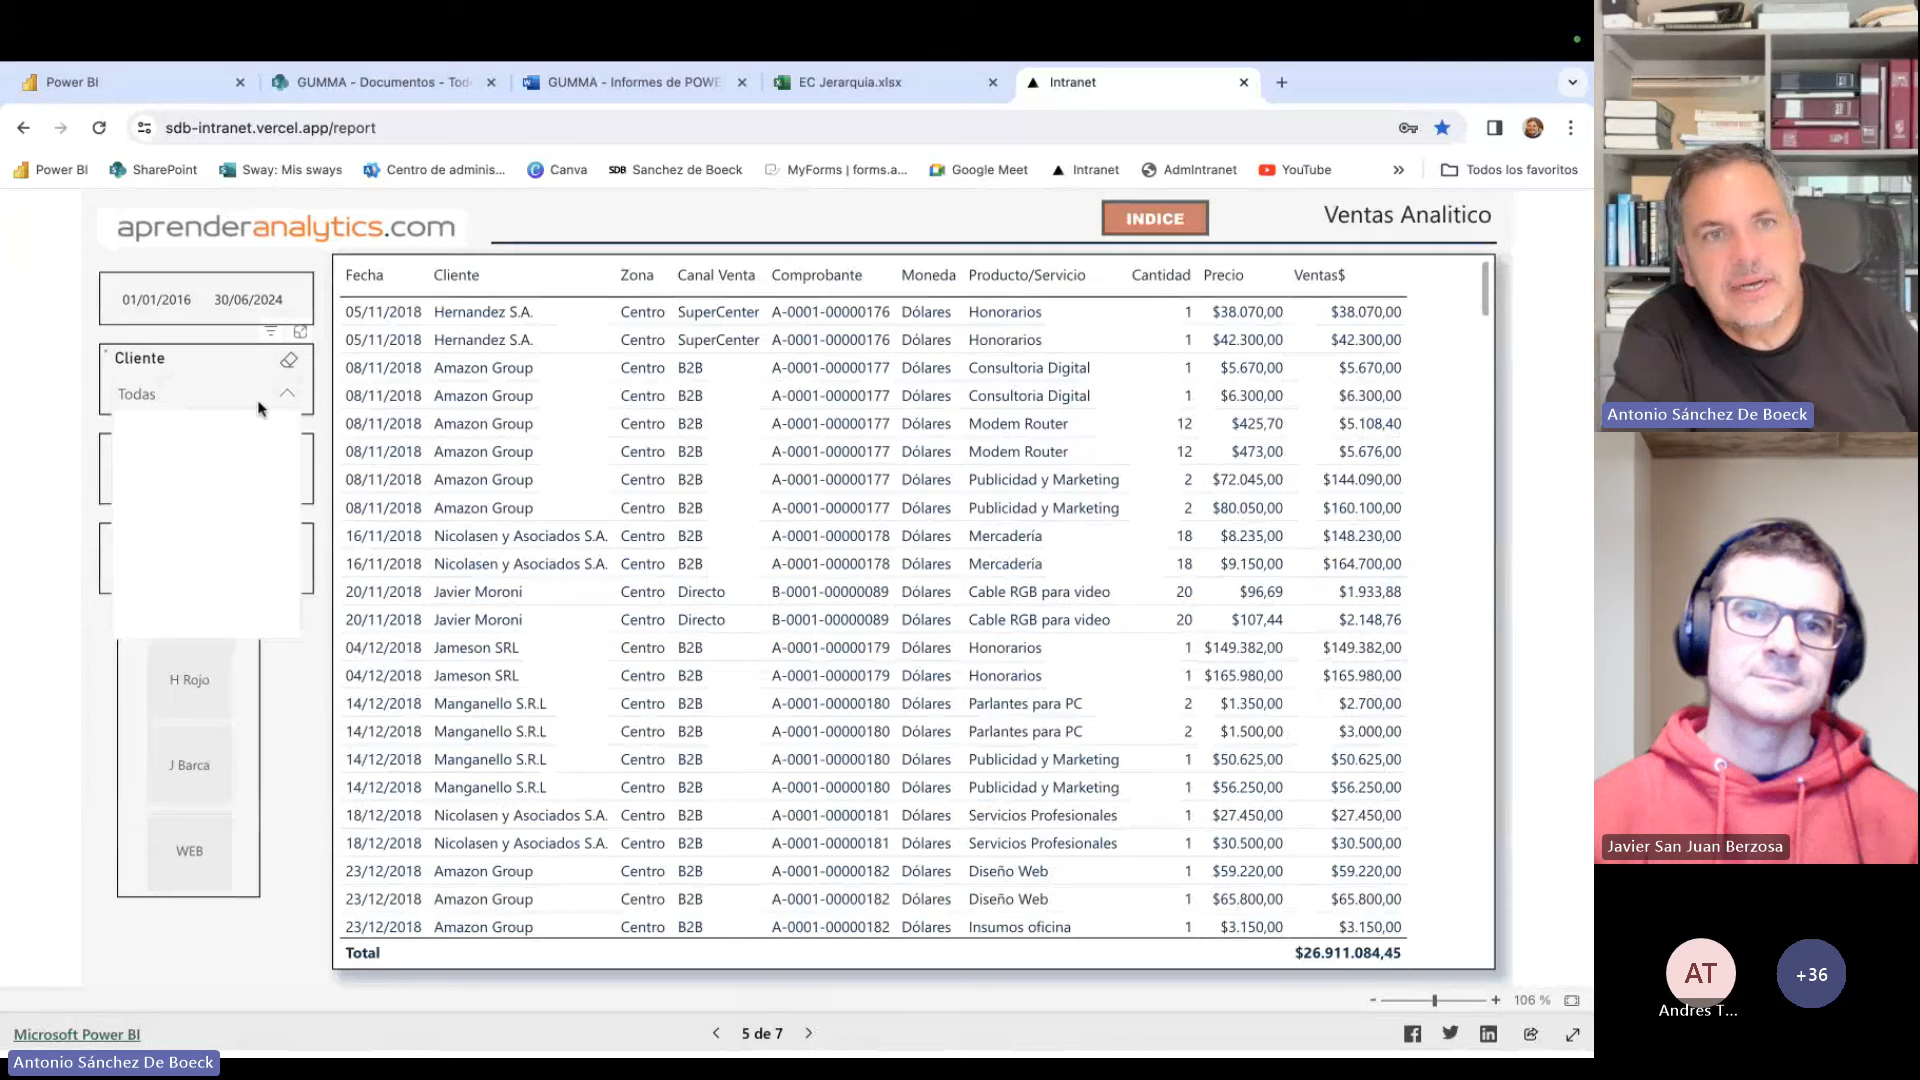 Power BI
GUMMA - Documentos - Tod
GUMMA - Informes de POWE
EC Jerarquia.xlsx
Intranet
sdb-intranet.vercel.app/report
Power BI
SharePoint
Sway: Mis sways
Centro de adminis...
Canva
SDB Sanchez de Boeck
MyForms | forms.a...
Google Meet
Intranet
AdmIntranet
YouTube
Todos los favoritos
aprenderanalytics.com
INDICE
Ventas Analitico
01/01/2016 30/06/2024
Cliente
Todas
H Rojo
J Barca
WEB
Fecha Cliente Zona Canal Venta Comprobante Moneda Producto/Servicio Cantidad Precio Ventas$
05/11/2018 Hernandez S.A. Centro SuperCenter A-0001-00000176 Dólares Honorarios 1 $38.070,00 $38.070,00
05/11/2018 Hernandez S.A. Centro SuperCenter A-0001-00000176 Dólares Honorarios 1 $42.300,00 $42.300,00
08/11/2018 Amazon Group Centro B2B A-0001-00000177 Dólares Consultoria Digital 1 $5.670,00 $5.670,00
08/11/2018 Amazon Group Centro B2B A-0001-00000177 Dólares Consultoria Digital 1 $6.300,00 $6.300,00
08/11/2018 Amazon Group Centro B2B A-0001-00000177 Dólares Modem Router 12 $425,70 $5.108,40
08/11/2018 Amazon Group Centro B2B A-0001-00000177 Dólares Modem Router 12 $473,00 $5.676,00
08/11/2018 Amazon Group Centro B2B A-0001-00000177 Dólares Publicidad y Marketing 2 $72.045,00 $144.090,00
08/11/2018 Amazon Group Centro B2B A-0001-00000177 Dólares Publicidad y Marketing 2 $80.050,00 $160.100,00
16/11/2018 Nicolasen y Asociados S.A. Centro B2B A-0001-00000178 Dólares Mercadería 18 $8.235,00 $148.230,00
16/11/2018 Nicolasen y Asociados S.A. Centro B2B A-0001-00000178 Dólares Mercadería 18 $9.150,00 $164.700,00
20/11/2018 Javier Moroni Centro Directo B-0001-00000089 Dólares Cable RGB para video 20 $96,69 $1.933,88
20/11/2018 Javier Moroni Centro Directo B-0001-00000089 Dólares Cable RGB para video 20 $107,44 $2.148,76
04/12/2018 Jameson SRL Centro B2B A-0001-00000179 Dólares Honorarios 1 $149.382,00 $149.382,00
04/12/2018 Jameson SRL Centro B2B A-0001-00000179 Dólares Honorarios 1 $165.980,00 $165.980,00
14/12/2018 Manganello S.R.L Centro B2B A-0001-00000180 Dólares Parlantes para PC 2 $1.350,00 $2.700,00
14/12/2018 Manganello S.R.L Centro B2B A-0001-00000180 Dólares Parlantes para PC 2 $1.500,00 $3.000,00
14/12/2018 Manganello S.R.L Centro B2B A-0001-00000180 Dólares Publicidad y Marketing 1 $50.625,00 $50.625,00
14/12/2018 Manganello S.R.L Centro B2B A-0001-00000180 Dólares Publicidad y Marketing 1 $56.250,00 $56.250,00
18/12/2018 Nicolasen y Asociados S.A. Centro B2B A-0001-00000181 Dólares Servicios Profesionales 1 $27.450,00 $27.450,00
18/12/2018 Nicolasen y Asociados S.A. Centro B2B A-0001-00000181 Dólares Servicios Profesionales 1 $30.500,00 $30.500,00
23/12/2018 Amazon Group Centro B2B A-0001-00000182 Dólares Diseño Web 1 $59.220,00 $59.220,00
23/12/2018 Amazon Group Centro B2B A-0001-00000182 Dólares Diseño Web 1 $65.800,00 $65.800,00
23/12/2018 Amazon Group Centro B2B A-0001-00000182 Dólares Insumos oficina 1 $3.150,00 $3.150,00
Total $26.911.084,45
- + 106 %
Microsoft Power BI
5 de 7
Antonio Sánchez De Boeck
Antonio Sánchez De Boeck
Javier San Juan Berzosa
AT
+36
Andres T...